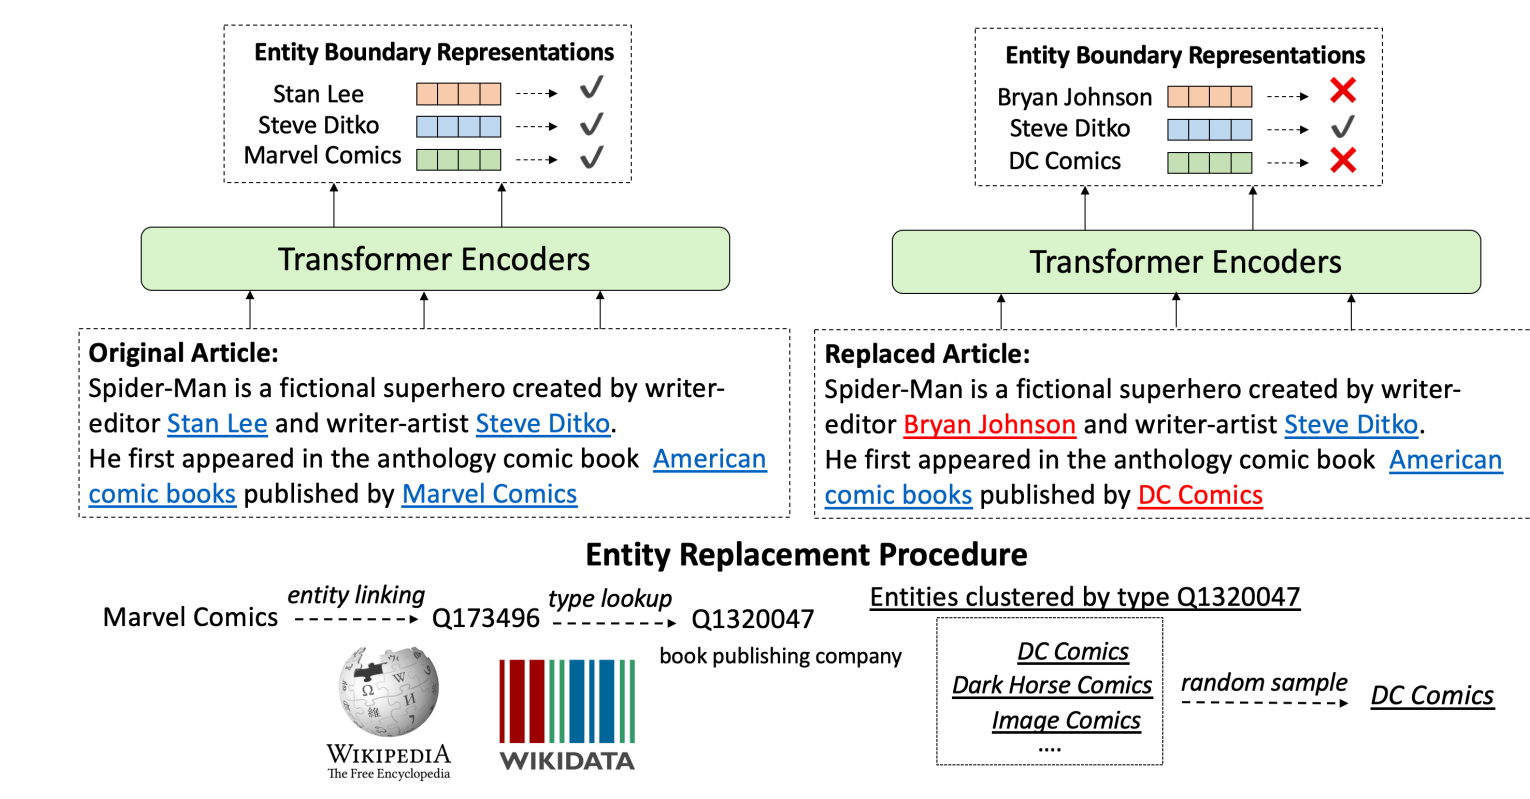 Entity Boundary Representations
Stan Lee
Steve Ditko
Marvel Comics
Transformer Encoders
Original Article:
Spider-Man is a fictional superhero created by writer-
editor Stan Lee and writer-artist Steve Ditko.
He first appeared in the anthology comic book American
comic books published by Marvel Comics
Entity Boundary Representations
Bryan Johnson
Steve Ditko
DC Comics
Transformer Encoders
Replaced Article:
Spider-Man is a fictional superhero created by writer-
editor Bryan Johnson and writer-artist Steve Ditko.
He first appeared in the anthology comic book American
comic books published by DC Comics
Entity Replacement Procedure
Marvel Comics
entity linking
Q173496
type lookup
Q1320047
book publishing company
Ω
W
И
維
WIKIPEDIA
The Free Encyclopedia
WIKIDATA
Entities clustered by type Q1320047
DC Comics
Dark Horse Comics
Image Comics
....
random sample
DC Comics